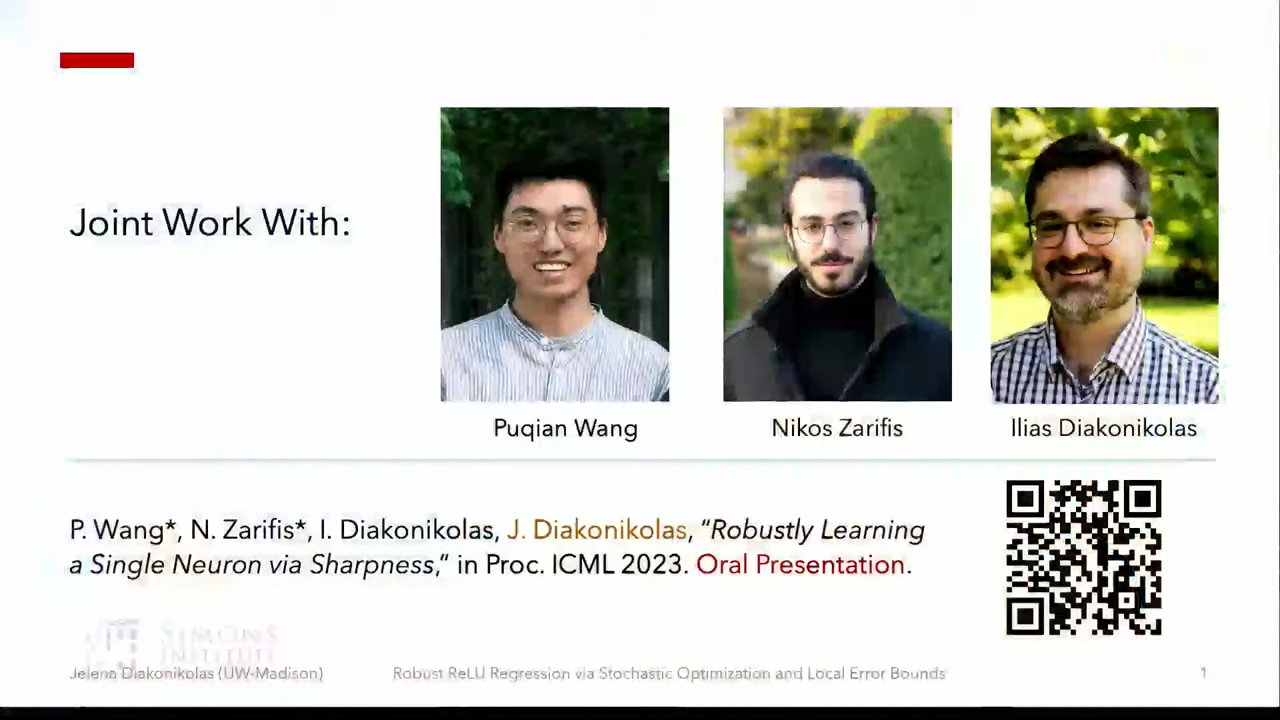 Joint Work With:
Puqian Wang
Nikos Zarifis
Ilias Diakonikolas
P. Wang*, N. Zarifis*, I. Diakonikolas, J. Diakonikolas, “Robustly Learning
a Single Neuron via Sharpness,“ in Proc. ICML 2023. Oral Presentation.
SIMONS
INSTITUTE
Jelena Diakonikolas (UW-Madison)
Robust ReLU Regression via Stochastic Optimization and Local Error Bounds
1